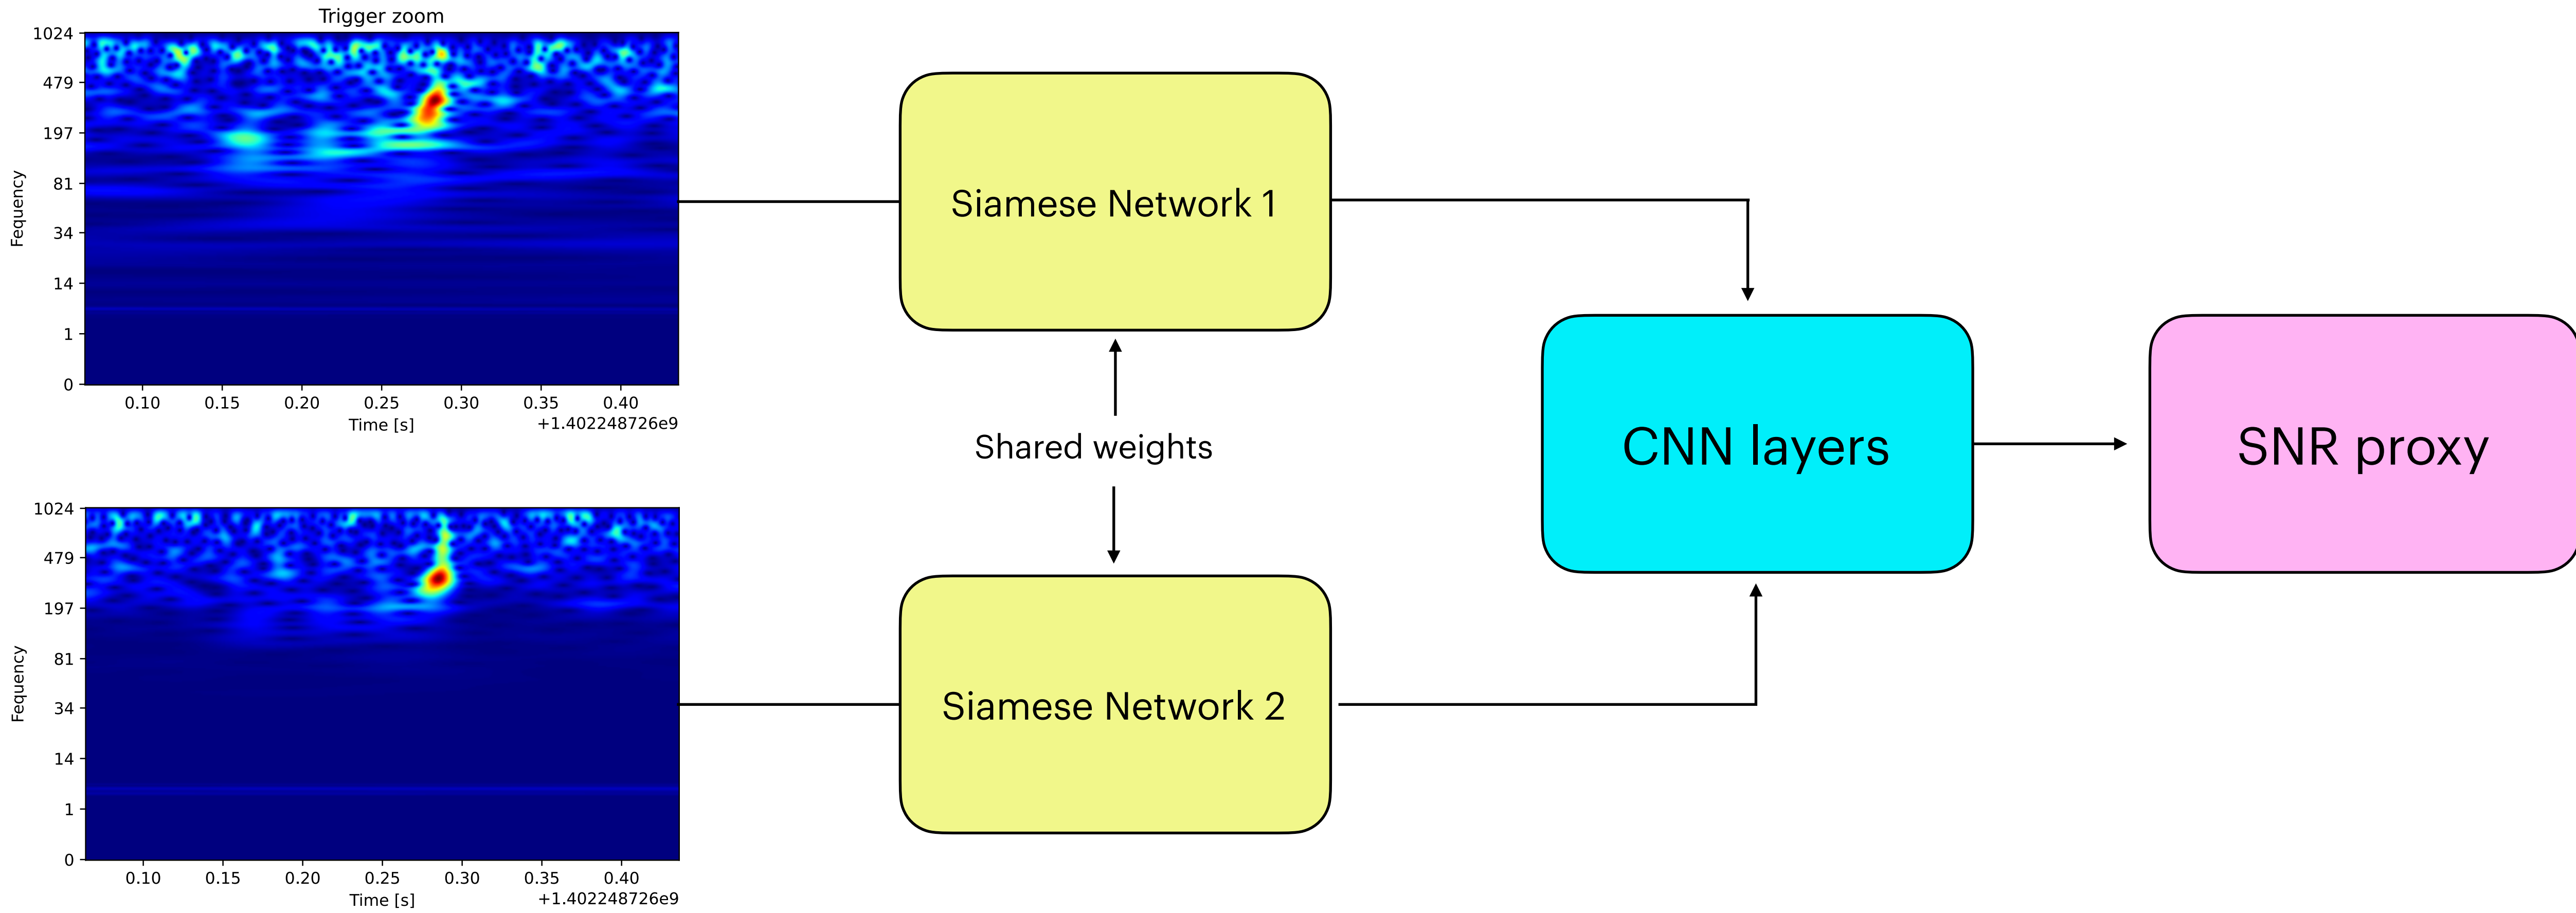 Trigger zoom
1024
479
197
81
34
14
1
0
Fequency
0.10 0.15 0.20 0.25 0.30 0.35 0.40
Time [s]
+1.402248726e9
Siamese Network 1
Shared weights
CNN layers
SNR proxy
1024
479
197
81
34
14
1
0
Fequency
0.10 0.15 0.20 0.25 0.30 0.35 0.40
Time [s]
+1.402248726e9
Siamese Network 2